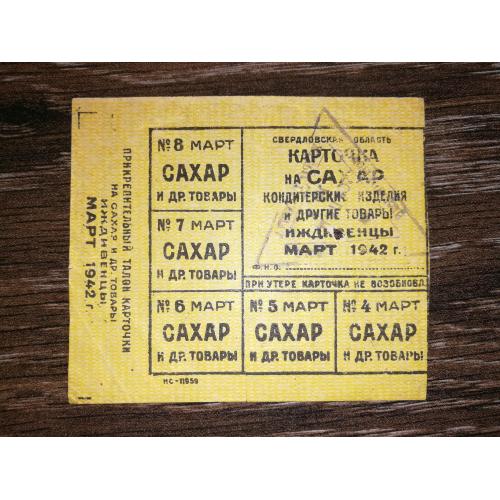 ПРИКРЕПИТЕЛЬНЫЙ ТАЛОН КАРТОЧКИ
НА САХАР И ДР. ТОВАРЫ
ИЖДИВЕНЦЫ
МАРТ 1942 г.
№ 8 МАРТ
САХАР
И ДР. ТОВАРЫ
СВЕРДЛОВСКАЯ ОБЛАСТЬ
КАРТОЧКА
НА САХАР
КОНДИТЕРСКИЕ ИЗДЕЛИЯ
И ДРУГИЕ ТОВАРЫ
ИЖДИВЕНЦЫ
МАРТ 1942 г.
Ф.И.О.
ПРИ УТЕРЕ КАРТОЧКА НЕ ВОЗОБНОВЛ
№ 7 МАРТ
САХАР
И ДР. ТОВАРЫ
№ 6 МАРТ
САХАР
И ДР. ТОВАРЫ
№ 5 МАРТ
САХАР
И ДР. ТОВАРЫ
№ 4 МАРТ
САХАР
И ДР. ТОВАРЫ
НС-11959